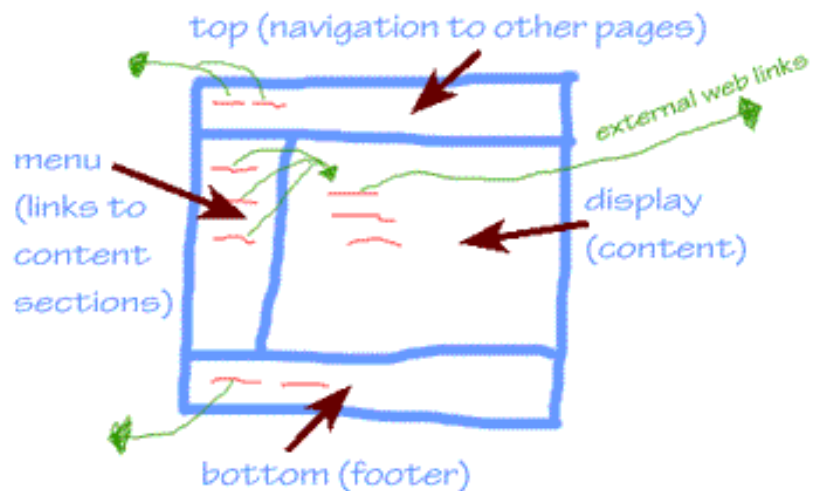 top (navigation to other pages)
external web links
menu
(links to
content
sections)
display
(content)
bottom (footer)